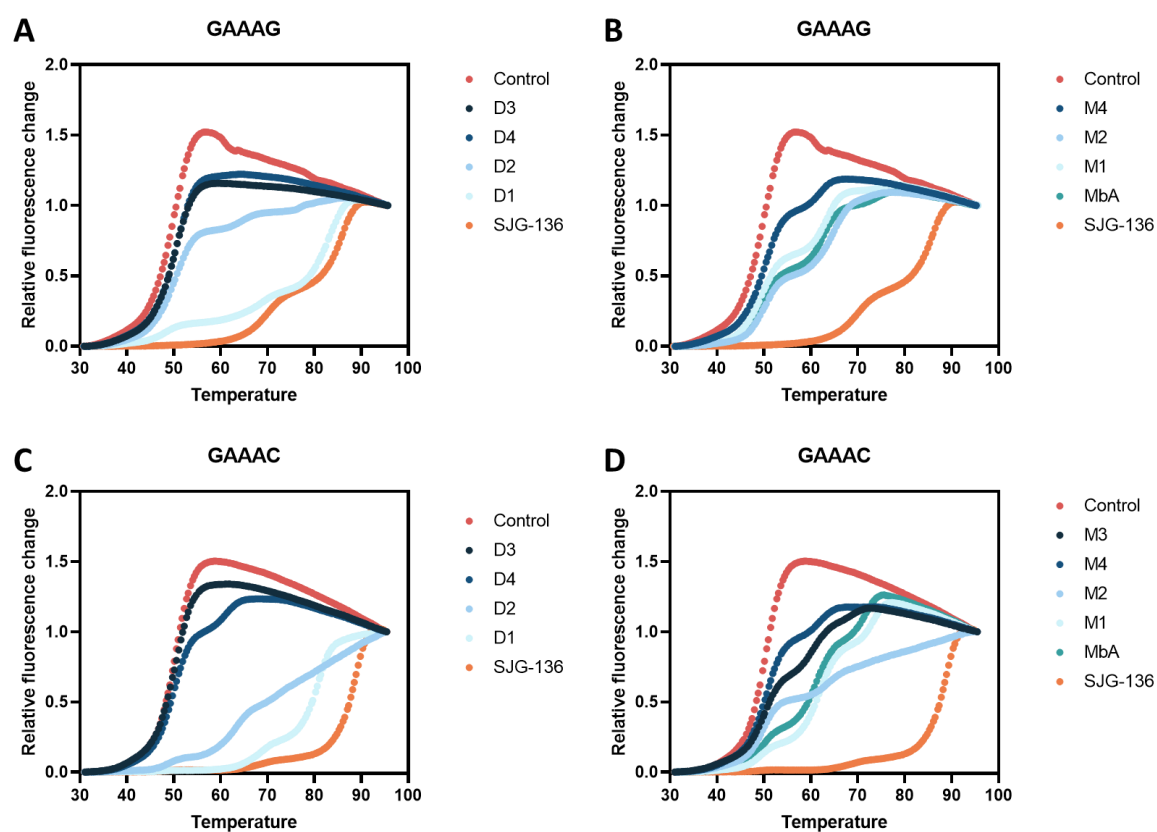 A
GAAAG
2.0
1.5
1.0
0.5
0.0
30 40 50 60 70 80 90 100
Relative fluorescence change
Temperature
Control
D3
D4
D2
D1
SJG-136
B
GAAAG
2.0
1.5
1.0
0.5
0.0
30 40 50 60 70 80 90 100
Relative fluorescence change
Temperature
Control
M4
M2
M1
MbA
SJG-136
C
GAAAC
2.0
1.5
1.0
0.5
0.0
30 40 50 60 70 80 90 100
Relative fluorescence change
Temperature
Control
D3
D4
D2
D1
SJG-136
D
GAAAC
2.0
1.5
1.0
0.5
0.0
30 40 50 60 70 80 90 100
Relative fluorescence change
Temperature
Control
M3
M4
M2
M1
MbA
SJG-136